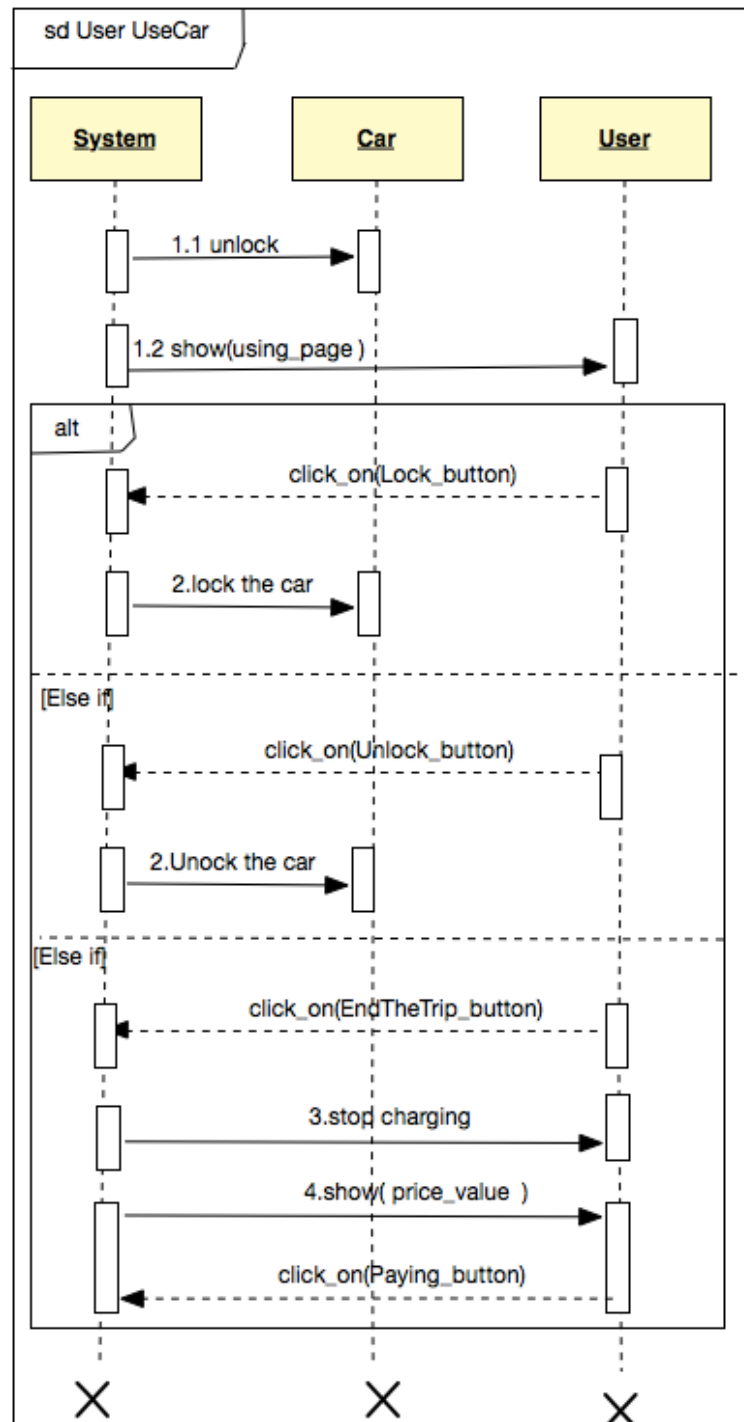 sd User UseCar
System
Car
User
1.1 unlock
1.2 show(using_page )
alt
click_on(Lock_button)
2.lock the car
[Else if]
click_on(Unlock_button)
2.Unock the car
[Else if]
click_on(EndTheTrip_button)
3.stop charging
4.show( price_value )
click_on(Paying_button)